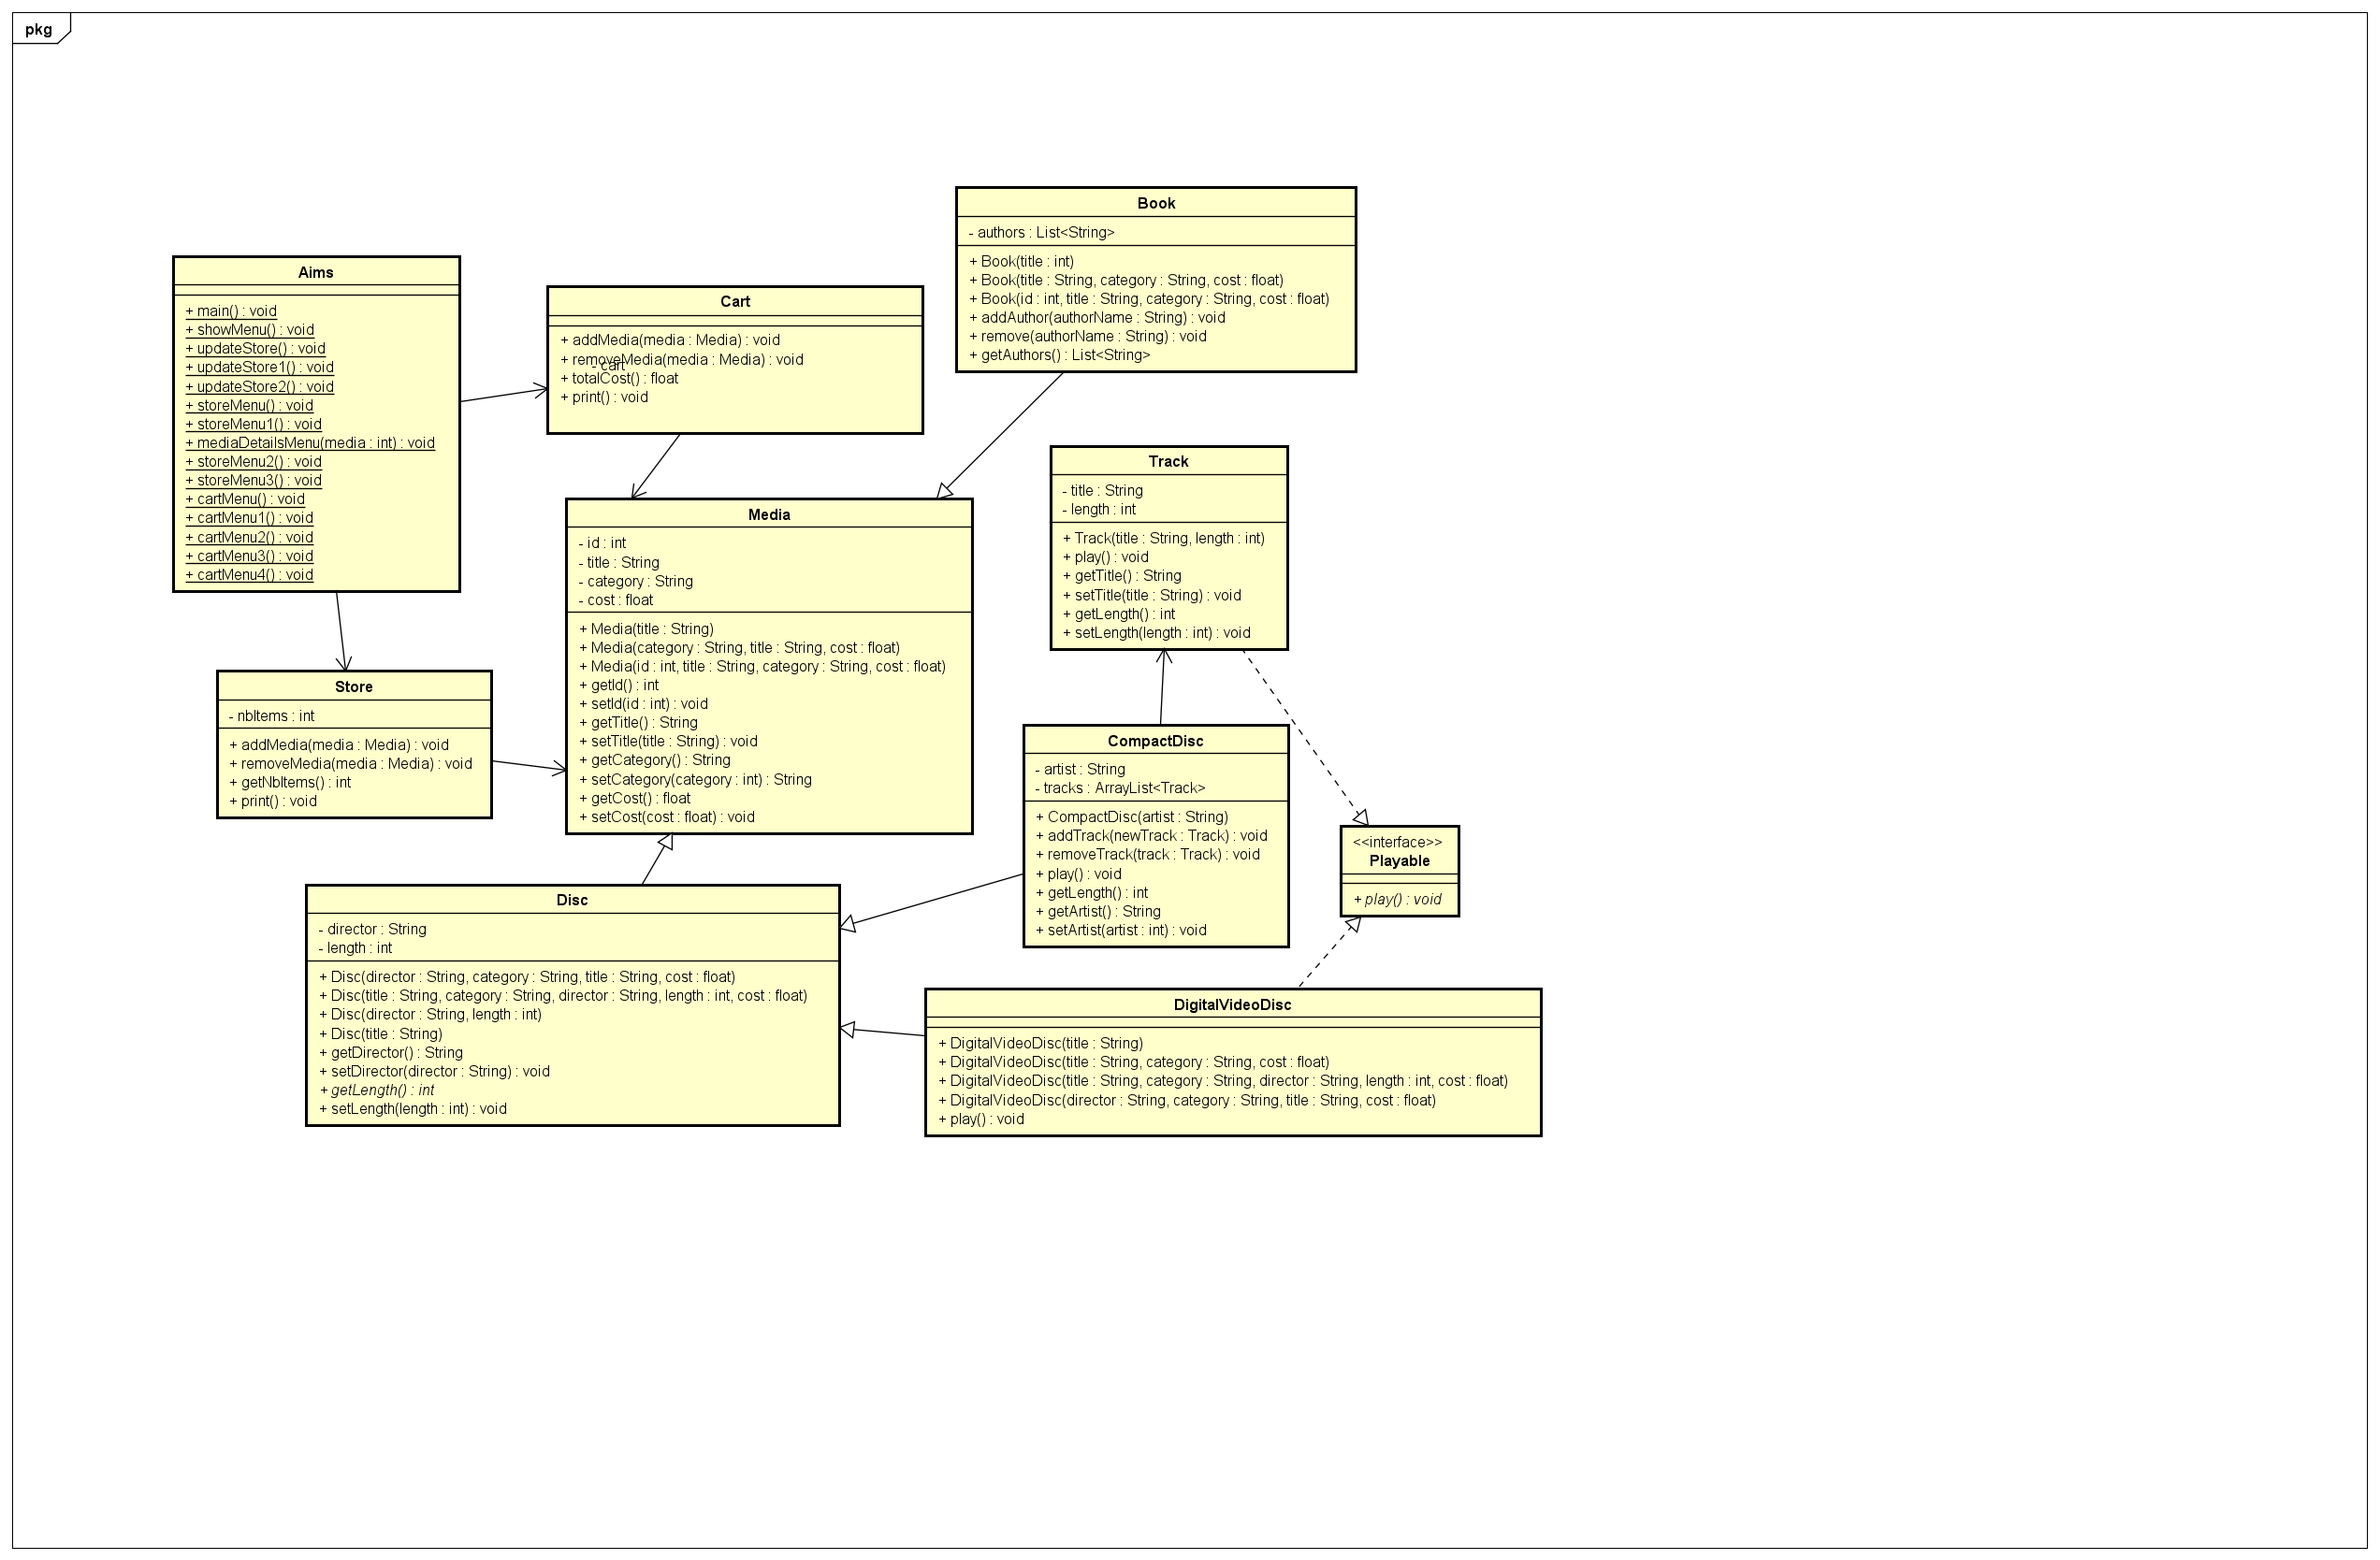 pkg
Aims
+ main() : void
+ showMenu() : void
+ updateStore() : void
+ updateStore1() : void
+ updateStore2() : void
+ storeMenu() : void
+ storeMenu1() : void
+ mediaDetailsMenu(media : int) : void
+ storeMenu2() : void
+ storeMenu3() : void
+ cartMenu() : void
+ cartMenu1() : void
+ cartMenu2() : void
+ cartMenu3() : void
+ cartMenu4() : void
Cart
+ addMedia(media : Media) : void
+ removeMedia(media : Media) : void
- cart
+ totalCost() : float
+ print() : void
Book
- authors : List<String>
+ Book(title : int)
+ Book(title : String, category : String, cost : float)
+ Book(id : int, title : String, category : String, cost : float)
+ addAuthor(authorName : String) : void
+ remove(authorName : String) : void
+ getAuthors() : List<String>
Track
- title : String
- length : int
+ Track(title : String, length : int)
+ play() : void
+ getTitle() : String
+ setTitle(title : String) : void
+ getLength() : int
+ setLength(length : int) : void
Media
- id : int
- title : String
- category : String
- cost : float
+ Media(title : String)
+ Media(category : String, title : String, cost : float)
+ Media(id : int, title : String, category : String, cost : float)
+ getId() : int
+ setId(id : int) : void
+ getTitle() : String
+ setTitle(title : String) : void
+ getCategory() : String
+ setCategory(category : int) : String
+ getCost() : float
+ setCost(cost : float) : void
Store
- nbItems : int
+ addMedia(media : Media) : void
+ removeMedia(media : Media) : void
+ getNbItems() : int
+ print() : void
CompactDisc
- artist : String
- tracks : ArrayList<Track>
+ CompactDisc(artist : String)
+ addTrack(newTrack : Track) : void
+ removeTrack(track : Track) : void
+ play() : void
+ getLength() : int
+ getArtist() : String
+ setArtist(artist : int) : void
<<interface>>
Playable
+ play() : void
Disc
- director : String
- length : int
+ Disc(director : String, category : String, title : String, cost : float)
+ Disc(title : String, category : String, director : String, length : int, cost : float)
+ Disc(director : String, length : int)
+ Disc(title : String)
+ getDirector() : String
+ setDirector(director : String) : void
+ getLength() : int
+ setLength(length : int) : void
DigitalVideoDisc
+ DigitalVideoDisc(title : String)
+ DigitalVideoDisc(title : String, category : String, cost : float)
+ DigitalVideoDisc(title : String, category : String, director : String, length : int, cost : float)
+ DigitalVideoDisc(director : String, category : String, title : String, cost : float)
+ play() : void